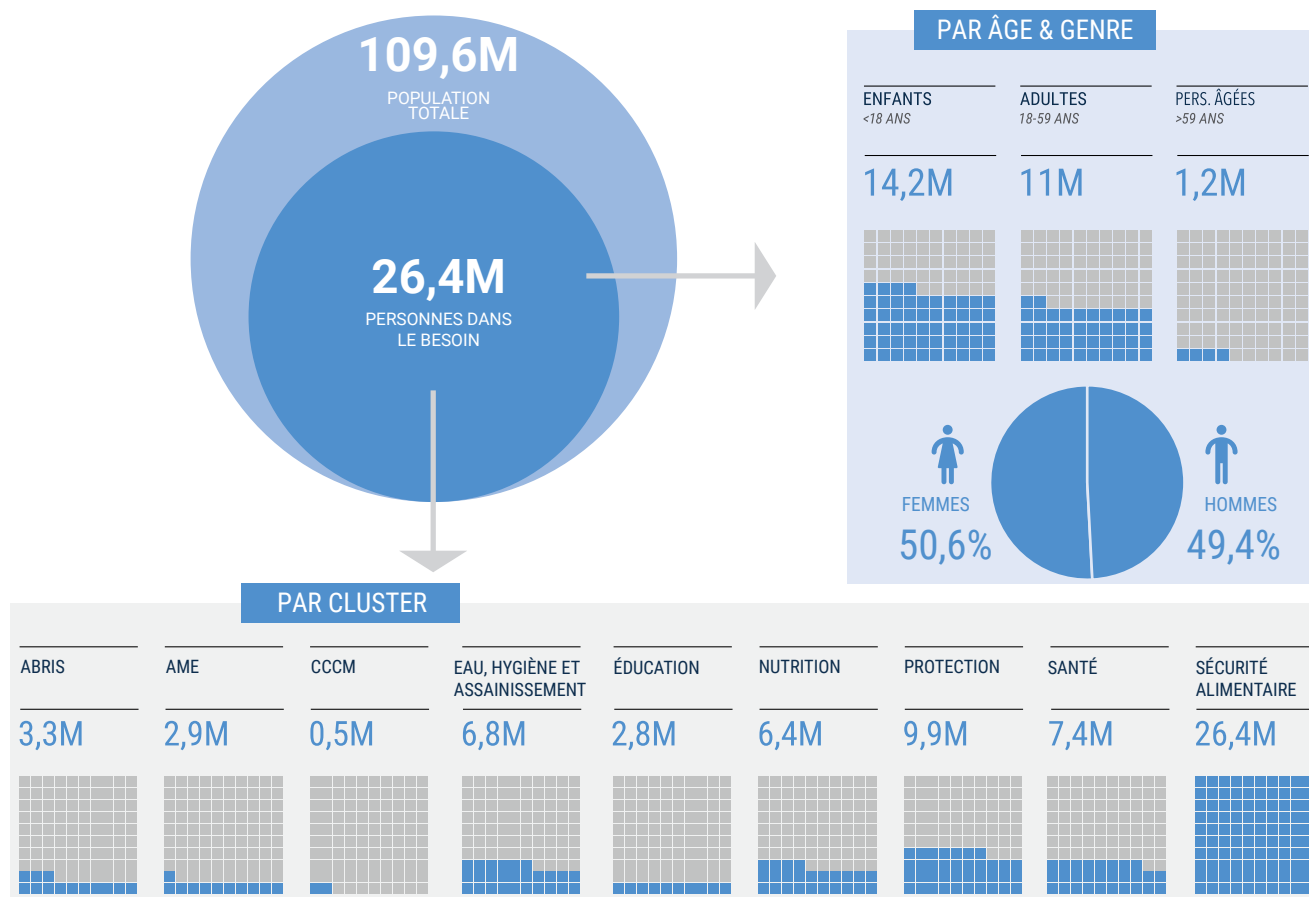 109,6M
POPULATION
TOTALE
26,4M
PERSONNES DANS
LE BESOIN
PAR ÂGE & GENRE
ENFANTS
<18 ANS
14,2M
ADULTES
18-59 ANS
11M
PERS. ÂGÉES
>59 ANS
1,2M
FEMMES
50,6%
HOMMES
49,4%
PAR CLUSTER
ABRIS
3,3M
AME
2,9M
CCCM
0,5M
EAU, HYGIÈNE ET
ASSAINISSEMENT
6,8M
ÉDUCATION
2,8M
NUTRITION
6,4M
PROTECTION
9,9M
SANTÉ
7,4M
SÉCURITÉ
ALIMENTAIRE
26,4M